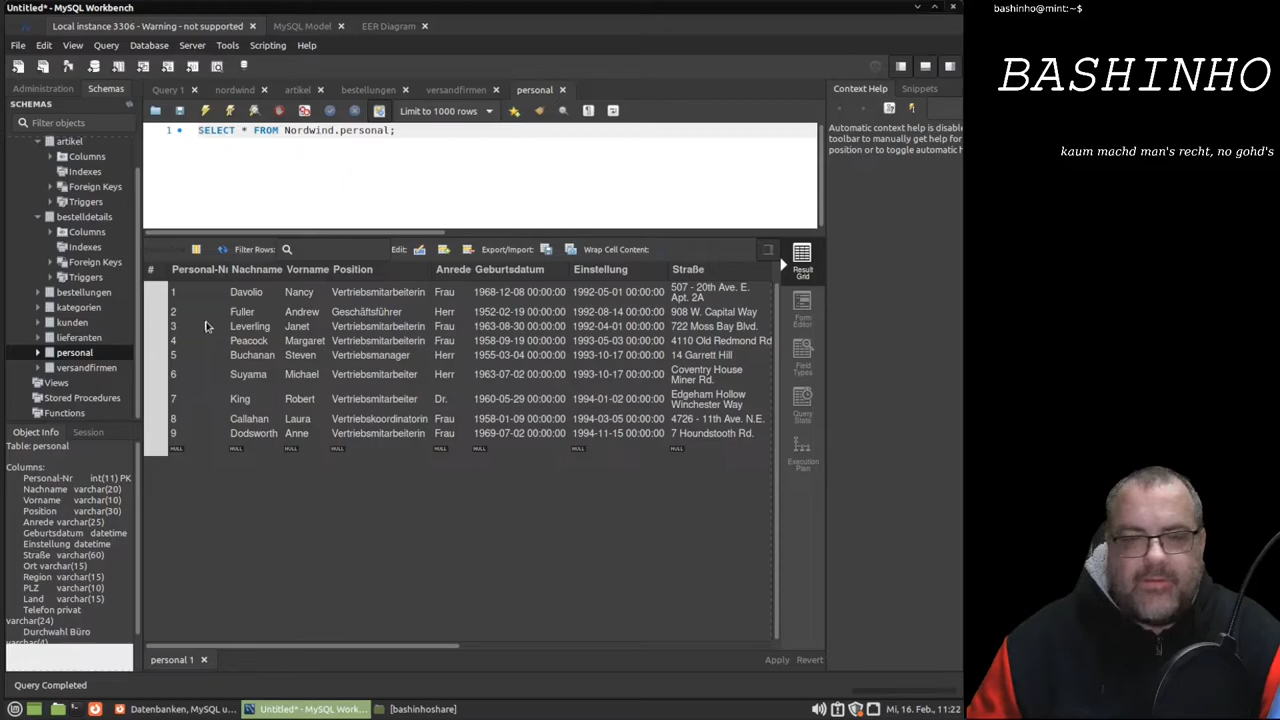 Untitled* - MySQL Workbench
bashinho@mint:~$
Local instance 3306 - Warning - not supported
MySQL Model
EER Diagram
File Edit View Query Database Server Tools Scripting Help
BASHINHO
kaum machd man's recht, no gohd's
Administration Schemas
Query 1 nordwind artikel bestellungen versandfirmen personal
Context Help Snippets
SCHEMAS
Limit to 1000 rows
Filter objects
1 SELECT * FROM Nordwind.personal;
Automatic context help is disable
toolbar to manually get help for
position or to toggle automatic h
artikel
Columns
Indexes
Foreign Keys
Triggers
bestelldetails
Columns
Indexes
Foreign Keys
Triggers
bestellungen
kategorien
kunden
lieferanten
personal
versandfirmen
Views
Stored Procedures
Functions
Filter Rows: Edit: Export/Import: Wrap Cell Content:
# Personal-Nr Nachname Vorname Position Anrede Geburtsdatum Einstellung Straße
1 Davolio Nancy Vertriebsmitarbeiterin Frau 1968-12-08 00:00:00 1992-05-01 00:00:00 507 - 20th Ave. E.
Apt. 2A
2 Fuller Andrew Geschäftsführer Herr 1952-02-19 00:00:00 1992-08-14 00:00:00 908 W. Capital Way
3 Leverling Janet Vertriebsmitarbeiterin Frau 1963-08-30 00:00:00 1992-04-01 00:00:00 722 Moss Bay Blvd.
4 Peacock Margaret Vertriebsmitarbeiterin Frau 1958-09-19 00:00:00 1993-05-03 00:00:00 4110 Old Redmond Rd
5 Buchanan Steven Vertriebsmanager Herr 1955-03-04 00:00:00 1993-10-17 00:00:00 14 Garrett Hill
6 Suyama Michael Vertriebsmitarbeiter Herr 1963-07-02 00:00:00 1993-10-17 00:00:00 Coventry House
Miner Rd.
7 King Robert Vertriebsmitarbeiter Dr. 1960-05-29 00:00:00 1994-01-02 00:00:00 Edgeham Hollow
Winchester Way
8 Callahan Laura Vertriebskoordinatorin Frau 1958-01-09 00:00:00 1994-03-05 00:00:00 4726 - 11th Ave. N.E.
9 Dodsworth Anne Vertriebsmitarbeiterin Frau 1969-07-02 00:00:00 1994-11-15 00:00:00 7 Houndstooth Rd.
NULL NULL NULL NULL NULL NULL NULL NULL
Result
Grid
Form
Editor
Field
Types
Query
Stats
Execution
Plan
Object Info Session
Table: personal
Columns:
Personal-Nr int(11) PK
Nachname varchar(20)
Vorname varchar(10)
Position varchar(30)
Anrede varchar(25)
Geburtsdatum datetime
Einstellung datetime
Straße varchar(60)
Ort varchar(15)
Region varchar(15)
PLZ varchar(10)
Land varchar(15)
Telefon privat
varchar(24)
Durchwahl Büro
varchar(4)
personal 1
Apply Revert
Query Completed
Datenbanken, MySQL u...
Untitled* - MySQL Work...
[bashinhoshare]
Mi, 16. Feb., 11:22